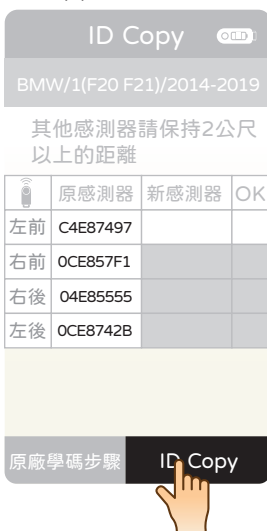 ID Copy
BMW/1(F20 F21)/2014-2019
其他感測器請保持2公尺
以上的距離
原感測器 新感測器 OK
左前 C4E87497
右前 0CE857F1
右後 04E85555
左後 0CE8742B
原廠學碼步驟 ID Copy